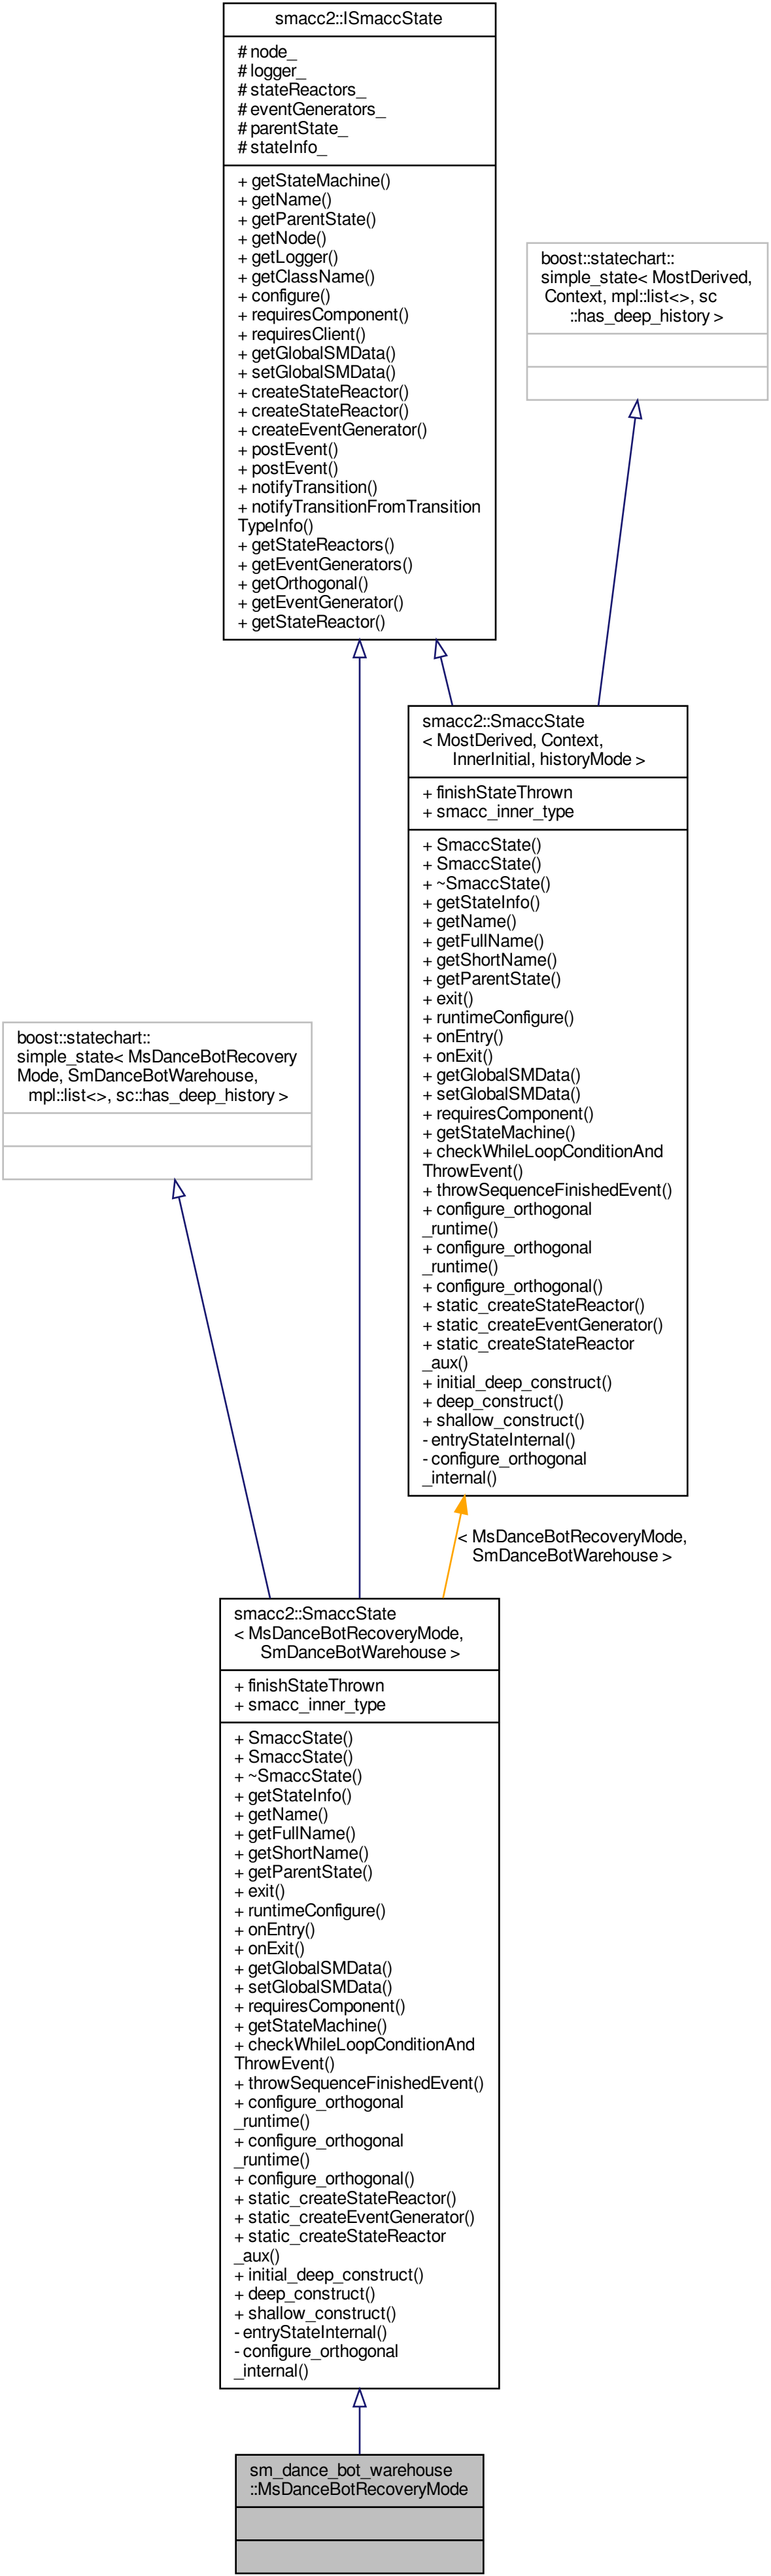 smacc2::ISmaccState
# node_
# logger_
# stateReactors_
# eventGenerators_
# parentState_
# stateInfo_
+ getStateMachine()
+ getName()
+ getParentState()
+ getNode()
+ getLogger()
+ getClassName()
+ configure()
+ requiresComponent()
+ requiresClient()
+ getGlobalSMData()
+ setGlobalSMData()
+ createStateReactor()
+ createStateReactor()
+ createEventGenerator()
+ postEvent()
+ postEvent()
+ notifyTransition()
+ notifyTransitionFromTransition
TypeInfo()
+ getStateReactors()
+ getEventGenerators()
+ getOrthogonal()
+ getEventGenerator()
+ getStateReactor()
boost::statechart::
simple_state< MostDerived,
Context, mpl::list<>, sc
::has_deep_history >
smacc2::SmaccState
< MostDerived, Context,
InnerInitial, historyMode >
+ finishStateThrown
+ smacc_inner_type
+ SmaccState()
+ SmaccState()
+ ~SmaccState()
+ getStateInfo()
+ getName()
+ getFullName()
+ getShortName()
+ getParentState()
+ exit()
+ runtimeConfigure()
+ onEntry()
+ onExit()
+ getGlobalSMData()
+ setGlobalSMData()
+ requiresComponent()
+ getStateMachine()
+ checkWhileLoopConditionAnd
ThrowEvent()
+ throwSequenceFinishedEvent()
+ configure_orthogonal
_runtime()
+ configure_orthogonal
_runtime()
+ configure_orthogonal()
+ static_createStateReactor()
+ static_createEventGenerator()
+ static_createStateReactor
_aux()
+ initial_deep_construct()
+ deep_construct()
+ shallow_construct()
- entryStateInternal()
- configure_orthogonal
_internal()
boost::statechart::
simple_state< MsDanceBotRecovery
Mode, SmDanceBotWarehouse,
mpl::list<>, sc::has_deep_history >
< MsDanceBotRecoveryMode,
SmDanceBotWarehouse >
smacc2::SmaccState
< MsDanceBotRecoveryMode,
SmDanceBotWarehouse >
+ finishStateThrown
+ smacc_inner_type
+ SmaccState()
+ SmaccState()
+ ~SmaccState()
+ getStateInfo()
+ getName()
+ getFullName()
+ getShortName()
+ getParentState()
+ exit()
+ runtimeConfigure()
+ onEntry()
+ onExit()
+ getGlobalSMData()
+ setGlobalSMData()
+ requiresComponent()
+ getStateMachine()
+ checkWhileLoopConditionAnd
ThrowEvent()
+ throwSequenceFinishedEvent()
+ configure_orthogonal
_runtime()
+ configure_orthogonal
_runtime()
+ configure_orthogonal()
+ static_createStateReactor()
+ static_createEventGenerator()
+ static_createStateReactor
_aux()
+ initial_deep_construct()
+ deep_construct()
+ shallow_construct()
- entryStateInternal()
- configure_orthogonal
_internal()
sm_dance_bot_warehouse
::MsDanceBotRecoveryMode